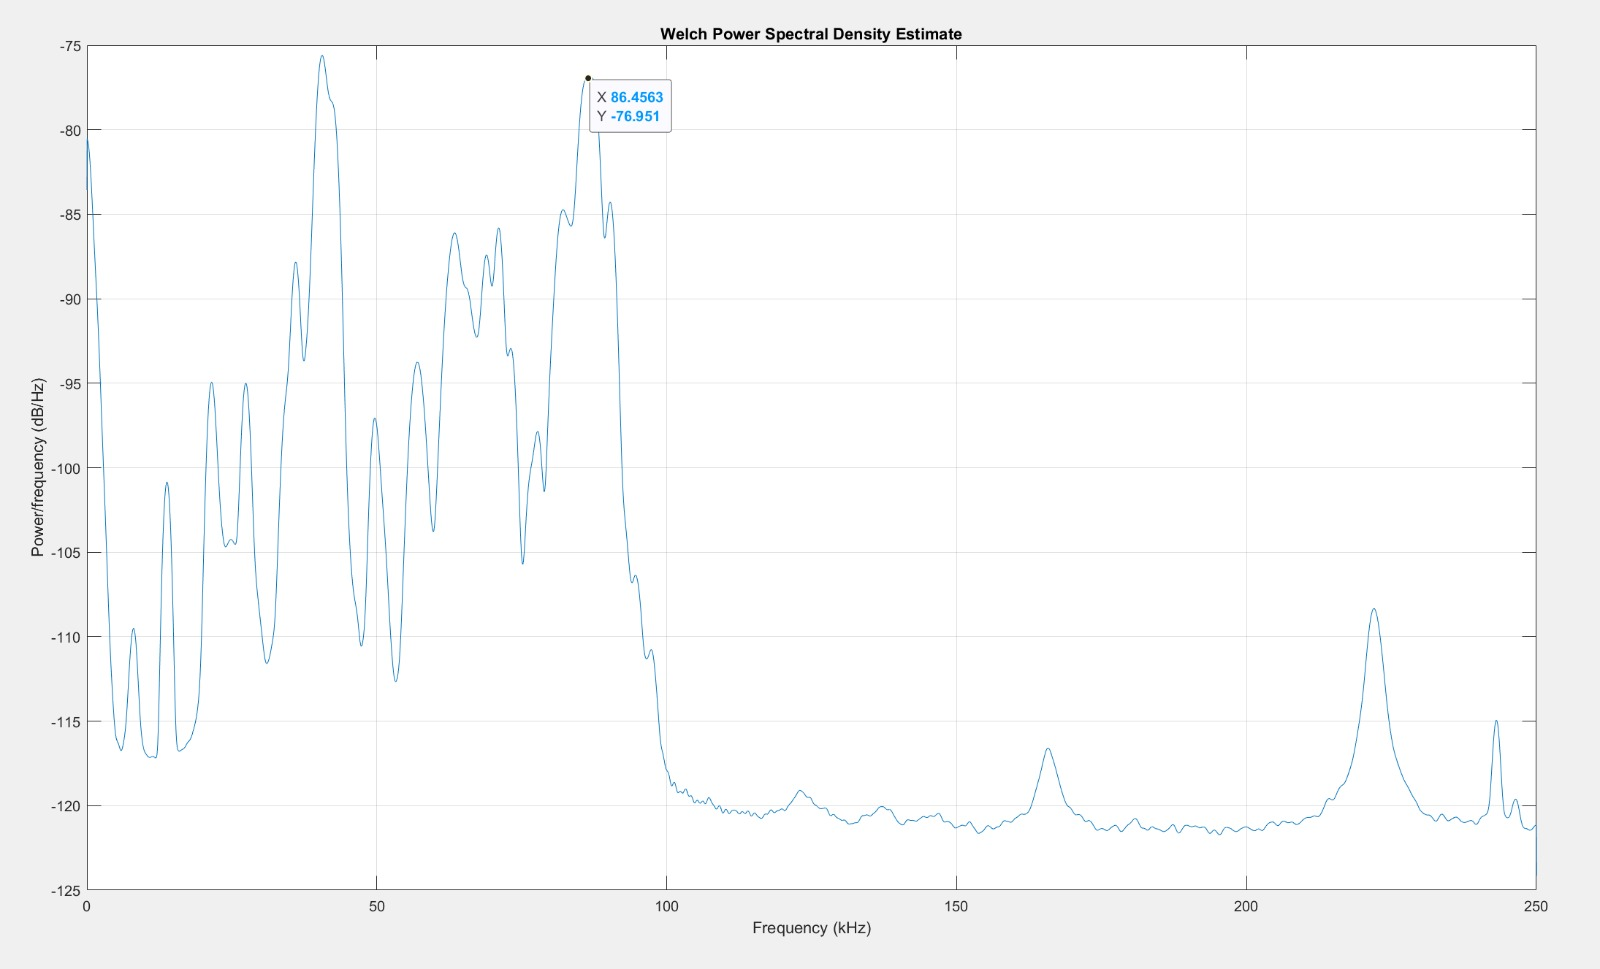 Welch Power Spectral Density Estimate
-75
-80
-85
-90
-95
-100
-105
-110
-115
-120
-125
Power/frequency (dB/Hz)
X 86.4563
Y -76.951
0 50 100 150 200 250
Frequency (kHz)